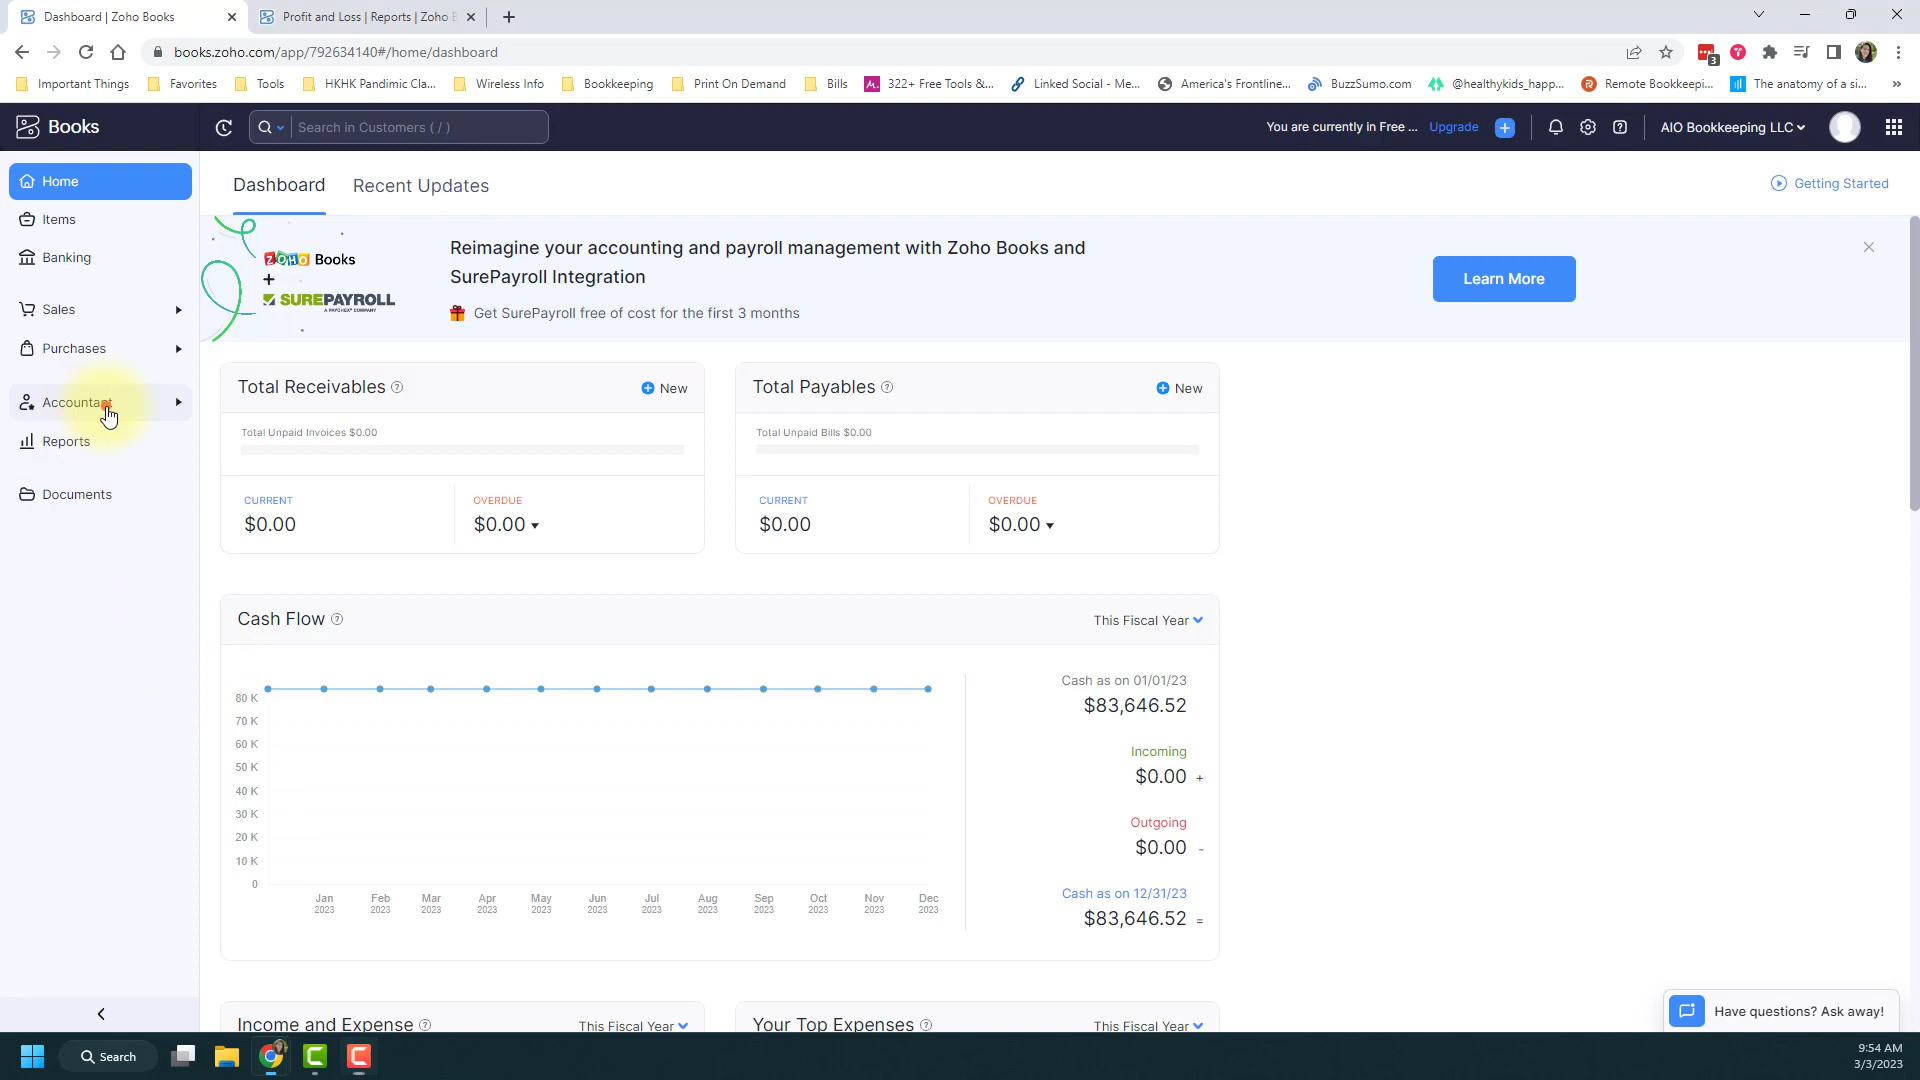 Dashboard | Zoho Books
Profit and Loss | Reports | Zoho B
books.zoho.com/app/792634140#/home/dashboard
3
Important Things
Favorites
Tools
HKHK Pandimic Cla...
Wireless Info
Bookkeeping
Print On Demand
Bills
322+ Free Tools &...
Linked Social - Me...
America's Frontline...
BuzzSumo.com
@healthykids_happ...
Remote Bookkeepi...
The anatomy of a si...
»
Books
Search in Customers ( / )
You are currently in Free ...
Upgrade
AIO Bookkeeping LLC
Home
Items
Banking
Sales
Purchases
Accountant
Reports
Documents
Dashboard
Recent Updates
Getting Started
ZOHO Books
+
SUREPAYROLL
A PAYCHEX COMPANY
Reimagine your accounting and payroll management with Zoho Books and
SurePayroll Integration
Get SurePayroll free of cost for the first 3 months
Learn More
Total Receivables
New
Total Unpaid Invoices $0.00
CURRENT
$0.00
OVERDUE
$0.00
Total Payables
New
Total Unpaid Bills $0.00
CURRENT
$0.00
OVERDUE
$0.00
Cash Flow
This Fiscal Year
80 K
70 K
60 K
50 K
40 K
30 K
20 K
10 K
0
Jan 2023
Feb 2023
Mar 2023
Apr 2023
May 2023
Jun 2023
Jul 2023
Aug 2023
Sep 2023
Oct 2023
Nov 2023
Dec 2023
Cash as on 01/01/23
$83,646.52
Incoming
$0.00 +
Outgoing
$0.00 -
Cash as on 12/31/23
$83,646.52 =
Income and Expense
This Fiscal Year
Your Top Expenses
This Fiscal Year
Have questions? Ask away!
Search
9:54 AM
3/3/2023